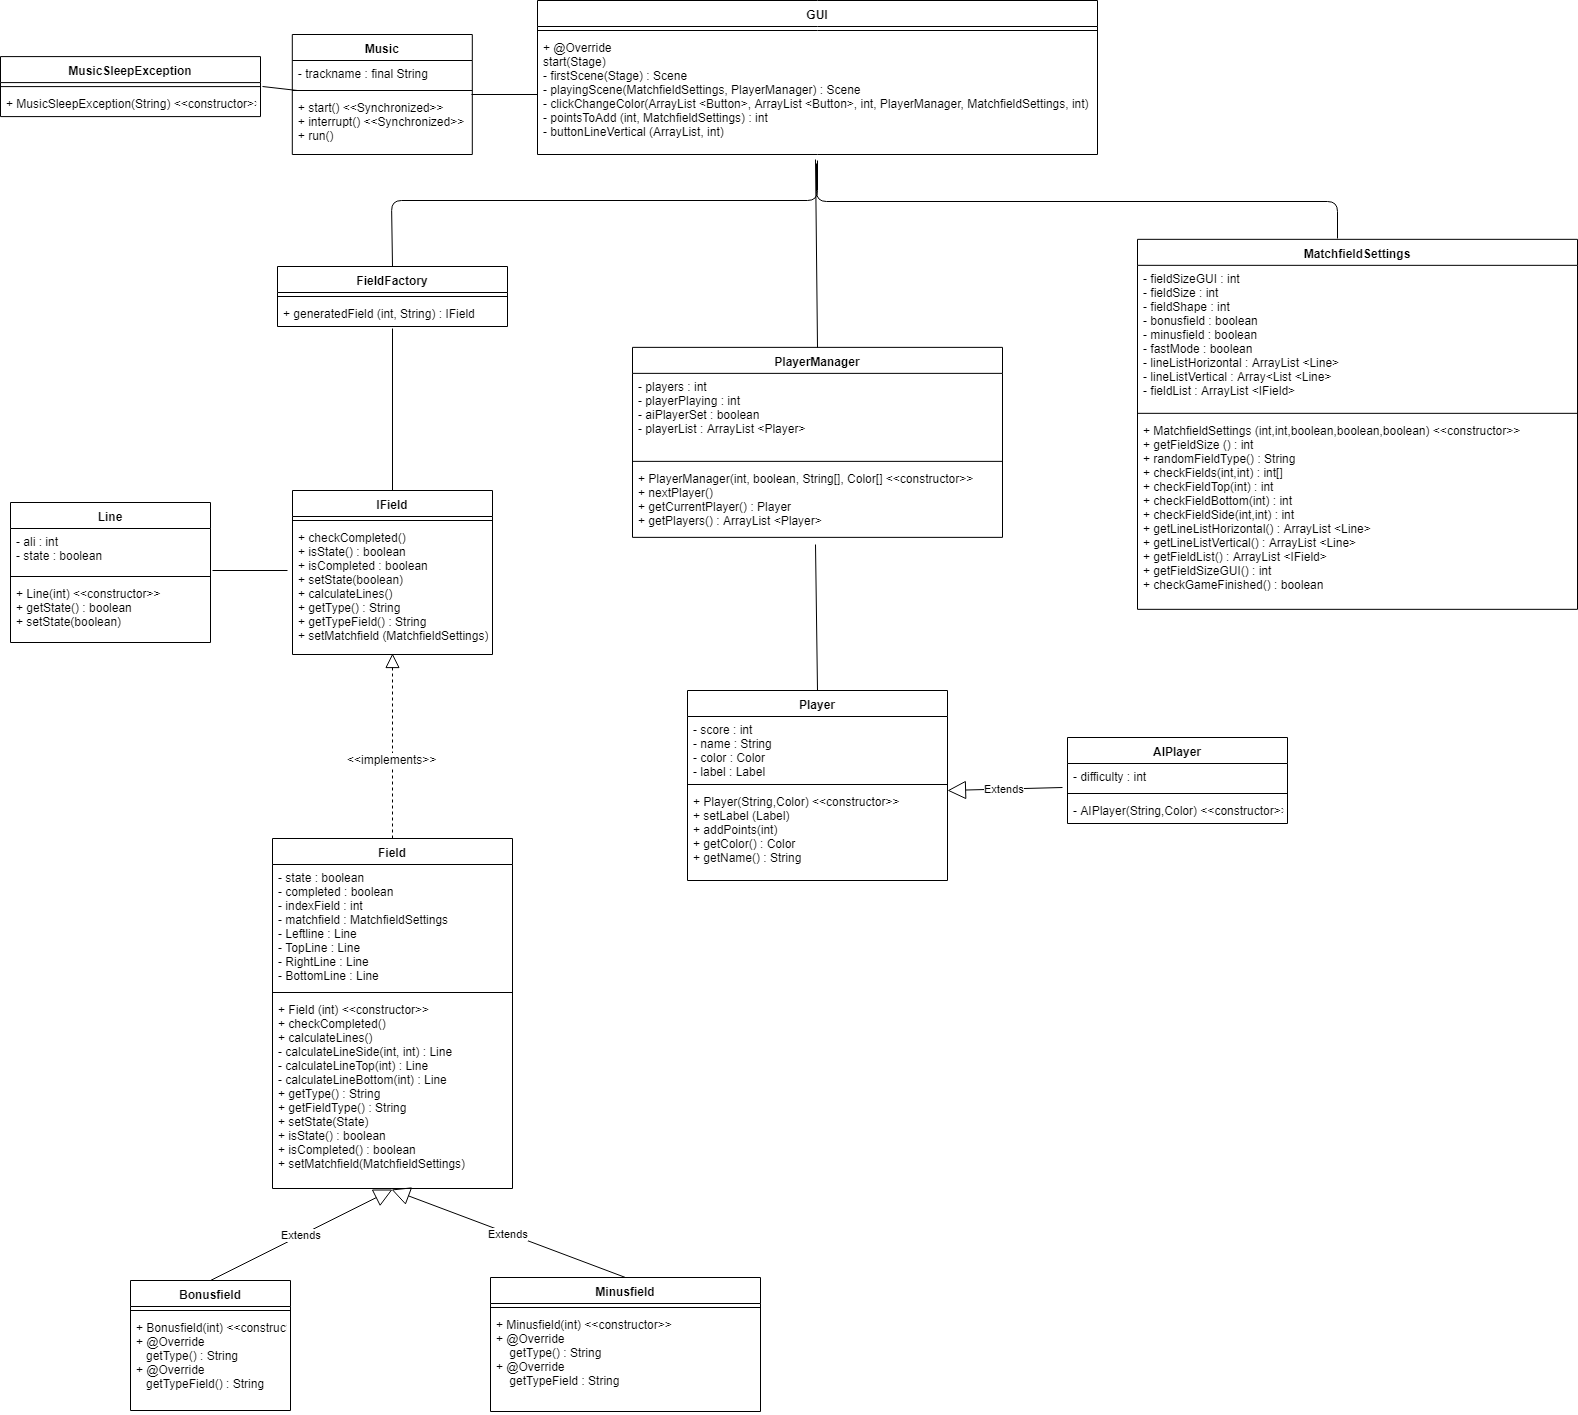 GUI
+ @Override
start(Stage)
- firstScene(Stage) : Scene
- playingScene(MatchfieldSettings, PlayerManager) : Scene
- clickChangeColor(ArrayList <Button>, ArrayList <Button>, int, PlayerManager, MatchfieldSettings, int)
- pointsToAdd (int, MatchfieldSettings) : int
- buttonLineVertical (ArrayList, int)
Music
- trackname : final String
+ start() <<Synchronized>>
+ interrupt() <<Synchronized>>
+ run()
MusicSleepException
+ MusicSleepException(String) <<constructor>:
FieldFactory
+ generatedField (int, String) : IField
MatchfieldSettings
- fieldSizeGUI : int
- fieldSize : int
- fieldShape : int
- bonusfield : boolean
- minusfield : boolean
- fastMode : boolean
- lineListHorizontal : ArrayList <Line>
- lineListVertical : Array<List <Line>
- fieldList : ArrayList <IField>
+ MatchfieldSettings (int,int,boolean,boolean,boolean) <<constructor>>
+ getFieldSize () : int
+ randomFieldType() : String
+ checkFields(int,int) : int[]
+ checkFieldTop(int) : int
+ checkFieldBottom(int) : int
+ checkFieldSide(int,int) : int
+ getLineListHorizontal() : ArrayList <Line>
+ getLineListVertical() : ArrayList <Line>
+ getFieldList() : ArrayList <IField>
+ getFieldSizeGUI() : int
+ checkGameFinished() : boolean
PlayerManager
- players : int
- playerPlaying : int
- aiPlayerSet : boolean
- playerList : ArrayList <Player>
+ PlayerManager(int, boolean, String[], Color[] <<constructor>>
+ nextPlayer()
+ getCurrentPlayer() : Player
+ getPlayers() : ArrayList <Player>
Line
- ali : int
- state : boolean
+ Line(int) <<constructor>>
+ getState() : boolean
+ setState(boolean)
IField
+ checkCompleted()
+ isState() : boolean
+ isCompleted : boolean
+ setState(boolean)
+ calculateLines()
+ getType() : String
+ getTypeField() : String
+ setMatchfield (MatchfieldSettings)
<<implements>>
Player
- score : int
- name : String
- color : Color
- label : Label
+ Player(String,Color) <<constructor>>
+ setLabel (Label)
+ addPoints(int)
+ getColor() : Color
+ getName() : String
Extends
AIPlayer
- difficulty : int
- AIPlayer(String,Color) <<constructor>:
Field
- state : boolean
- completed : boolean
- indexField : int
- matchfield : MatchfieldSettings
- Leftline : Line
- TopLine : Line
- RightLine : Line
- BottomLine : Line
+ Field (int) <<constructor>>
+ checkCompleted()
+ calculateLines()
- calculateLineSide(int, int) : Line
- calculateLineTop(int) : Line
- calculateLineBottom(int) : Line
+ getType() : String
+ getFieldType() : String
+ setState(State)
+ isState() : boolean
+ isCompleted() : boolean
+ setMatchfield(MatchfieldSettings)
Extends
Extends
Bonusfield
+ Bonusfield(int) <<construc
+ @Override
getType() : String
+ @Override
getTypeField() : String
Minusfield
+ Minusfield(int) <<constructor>>
+ @Override
getType() : String
+ @Override
getTypeField : String